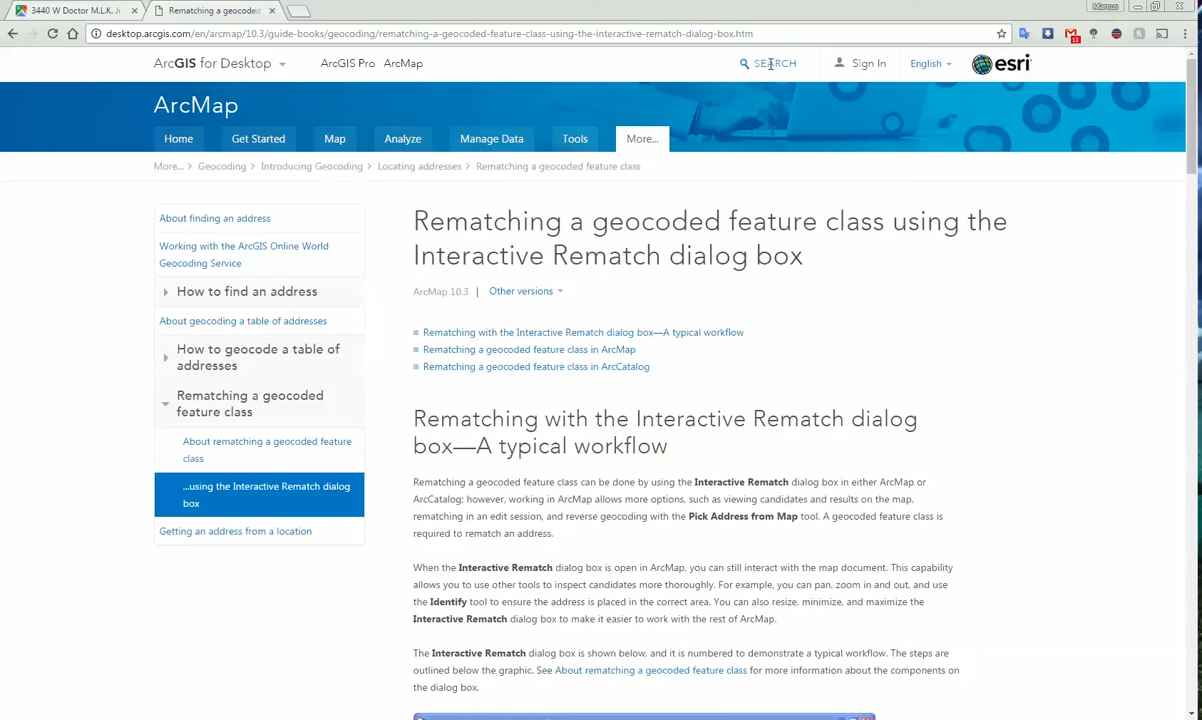 3440 W Doctor M.L.K. Jr
Rematching a geocoded
Marcus
desktop.arcgis.com/en/arcmap/10.3/guide-books/geocoding/rematching-a-geocoded-feature-class-using-the-interactive-rematch-dialog-box.htm
ArcGIS for Desktop ArcGIS Pro ArcMap SEARCH Sign In English esri
ArcMap
Home Get Started Map Analyze Manage Data Tools More...
More... > Geocoding > Introducing Geocoding > Locating addresses > Rematching a geocoded feature class
About finding an address
Working with the ArcGIS Online World
Geocoding Service
How to find an address
About geocoding a table of addresses
How to geocode a table of
addresses
Rematching a geocoded
feature class
About rematching a geocoded feature
class
...using the Interactive Rematch dialog
box
Getting an address from a location
Rematching a geocoded feature class using the
Interactive Rematch dialog box
ArcMap 10.3 | Other versions
Rematching with the Interactive Rematch dialog box—A typical workflow
Rematching a geocoded feature class in ArcMap
Rematching a geocoded feature class in ArcCatalog
Rematching with the Interactive Rematch dialog
box—A typical workflow
Rematching a geocoded feature class can be done by using the Interactive Rematch dialog box in either ArcMap or
ArcCatalog; however, working in ArcMap allows more options, such as viewing candidates and results on the map,
rematching in an edit session, and reverse geocoding with the Pick Address from Map tool. A geocoded feature class is
required to rematch an address.
When the Interactive Rematch dialog box is open in ArcMap, you can still interact with the map document. This capability
allows you to use other tools to inspect candidates more thoroughly. For example, you can pan, zoom in and out, and use
the Identify tool to ensure the address is placed in the correct area. You can also resize, minimize, and maximize the
Interactive Rematch dialog box to make it easier to work with the rest of ArcMap.
The Interactive Rematch dialog box is shown below, and it is numbered to demonstrate a typical workflow. The steps are
outlined below the graphic. See About rematching a geocoded feature class for more information about the components on
the dialog box.